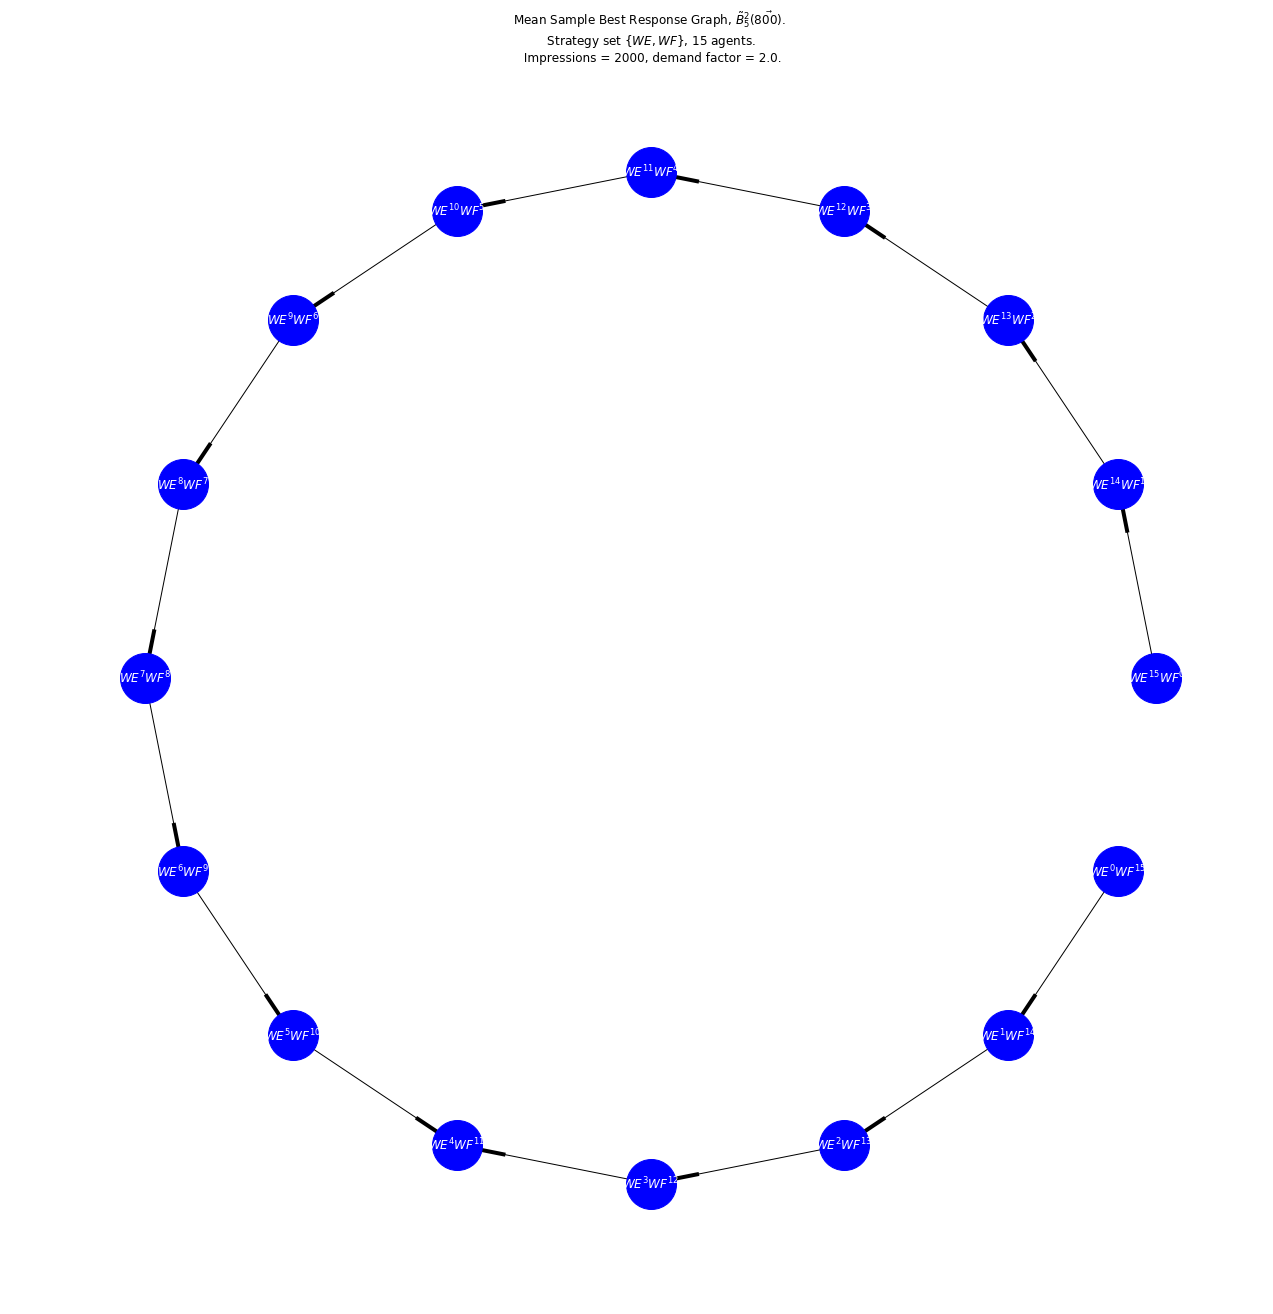 Mean Sample Best Response Graph, $\tilde{B}_5^2(\vec{800})$.
Strategy set $\{WE, WF\}$, 15 agents.
Impressions = 2000, demand factor = 2.0.
$WE^{11}WF^4$
$WE^{10}WF^5$
$WE^{12}WF^3$
$WE^9WF^6$
$WE^{13}WF^2$
$WE^8WF^7$
$WE^{14}WF^1$
$WE^7WF^8$
$WE^{15}WF^0$
$WE^6WF^9$
$WE^0WF^{15}$
$WE^5WF^{10}$
$WE^1WF^{14}$
$WE^4WF^{11}$
$WE^2WF^{13}$
$WE^3WF^{12}$